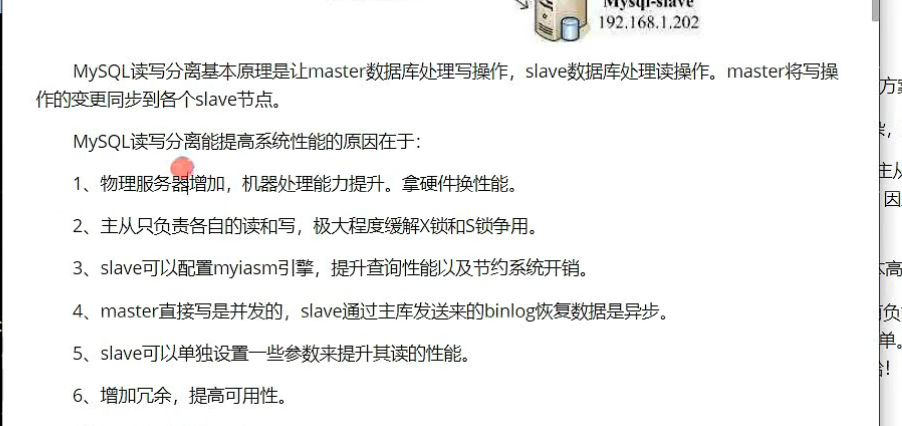 Mysql-slave
192.168.1.202
MySQL读写分离基本原理是让master数据库处理写操作，slave数据库处理读操作。master将写操
作的变更同步到各个slave节点。
MySQL读写分离能提高系统性能的原因在于：
1、物理服务器增加，机器处理能力提升。拿硬件换性能。
2、主从只负责各自的读和写，极大程度缓解X锁和S锁争用。
3、slave可以配置myiasm引擎，提升查询性能以及节约系统开销。
4、master直接写是并发的，slave通过主库发送来的binlog恢复数据是异步。
5、slave可以单独设置一些参数来提升其读的性能。
6、增加冗余，提高可用性。
方
主从
因
高
单。